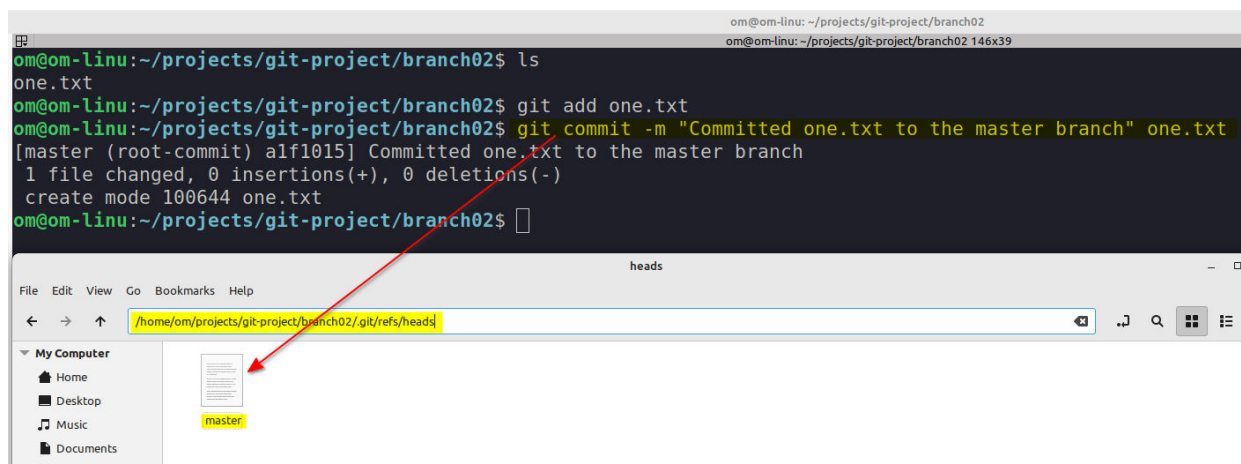 om@om-linu: ~/projects/git-project/branch02
om@om-linu: ~/projects/git-project/branch02 146x39
om@om-linu:~/projects/git-project/branch02$ ls
one.txt
om@om-linu:~/projects/git-project/branch02$ git add one.txt
om@om-linu:~/projects/git-project/branch02$ git commit -m "Committed one.txt to the master branch" one.txt
[master (root-commit) a1f1015] Committed one.txt to the master branch
 1 file changed, 0 insertions(+), 0 deletions(-)
 create mode 100644 one.txt
om@om-linu:~/projects/git-project/branch02$
heads
File Edit View Go Bookmarks Help
/home/om/projects/git-project/branch02/.git/refs/heads
My Computer
Home
Desktop
Music
Documents
master